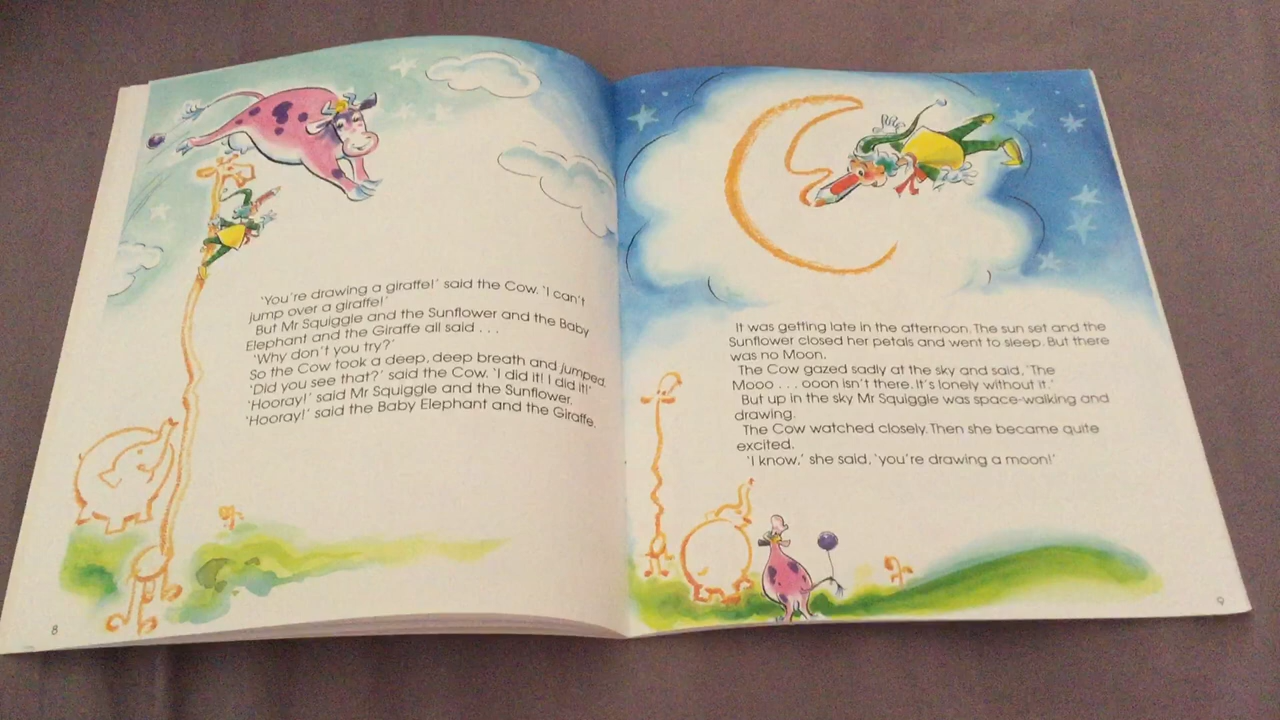 'You're drawing a giraffe!' said the Cow. 'I can't
jump over a giraffe!'
But Mr Squiggle and the Sunflower and the Baby
Elephant and the Giraffe all said . . .
'Why don't you try?'
So the Cow took a deep, deep breath and jumped.
'Did you see that?' said the Cow. 'I did it! I did it!'
'Hooray!' said Mr Squiggle and the Sunflower.
'Hooray!' said the Baby Elephant and the Giraffe.
8
It was getting late in the afternoon. The sun set and the
Sunflower closed her petals and went to sleep. But there
was no Moon.
The Cow gazed sadly at the sky and said, 'The
Mooo . . . ooon isn't there. It's lonely without it.'
But up in the sky Mr Squiggle was space-walking and
drawing.
The Cow watched closely. Then she became quite
excited.
'I know,' she said, 'you're drawing a moon!'
9